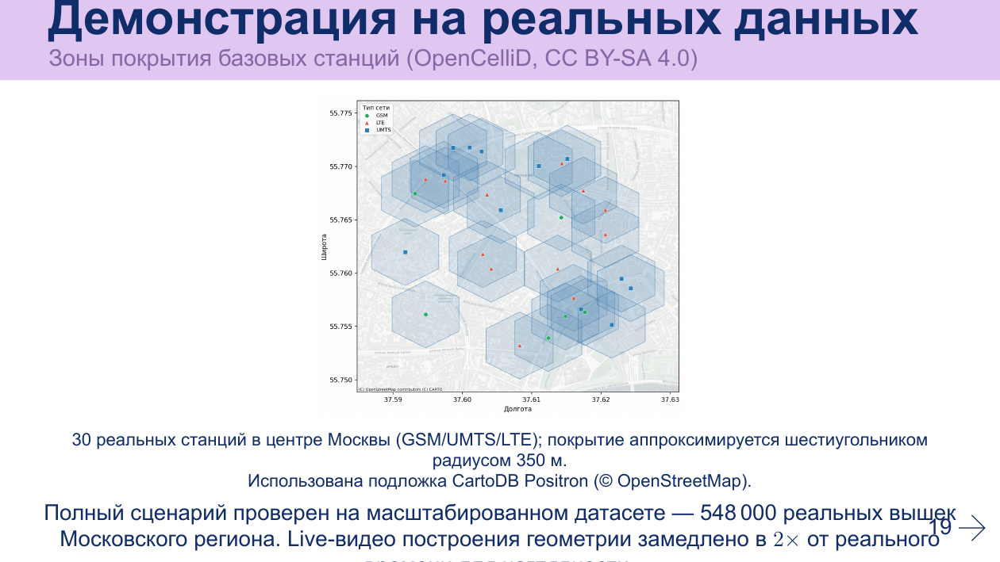 Демонстрация на реальных данных
Зоны покрытия базовых станций (OpenCelliD, CC BY-SA 4.0)
Тип сети
GSM
LTE
UMTS
55.775
55.770
55.765
55.760
55.755
55.750
Широта
АРБАТ
(C) OpenStreetMap contributors (C) CARTO
37.59 37.60 37.61 37.62 37.63
Долгота
30 реальных станций в центре Москвы (GSM/UMTS/LTE); покрытие аппроксимируется шестиугольником
радиусом 350 м.
Использована подложка CartoDB Positron (© OpenStreetMap).
Полный сценарий проверен на масштабированном датасете — 548 000 реальных вышек
Московского региона. Live-видео построения геометрии замедлено в 2× от реального
19